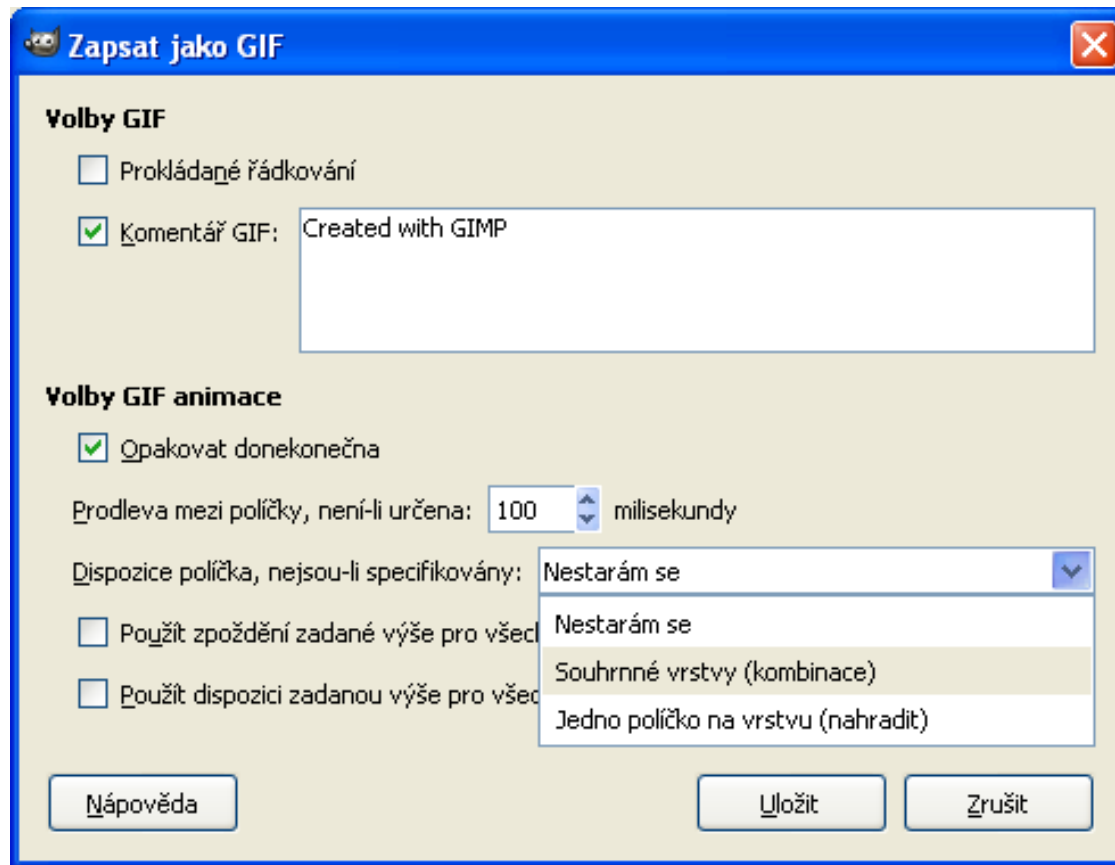 Zapsat jako GIF
Volby GIF
Prokládané řádkování
Komentář GIF: Created with GIMP
Volby GIF animace
Opakovat donekonečna
Prodleva mezi políčky, není-li určena: 100 milisekundy
Dispozice políčka, nejsou-li specifikovány: Nestarám se
Nestarám se
Použít zpoždění zadané výše pro
Souhrnné vrstvy (kombinace)
Použít dispozici zadanou výše pro
Jedno políčko na vrstvu (nahradit)
Nápověda Uložit Zrušit